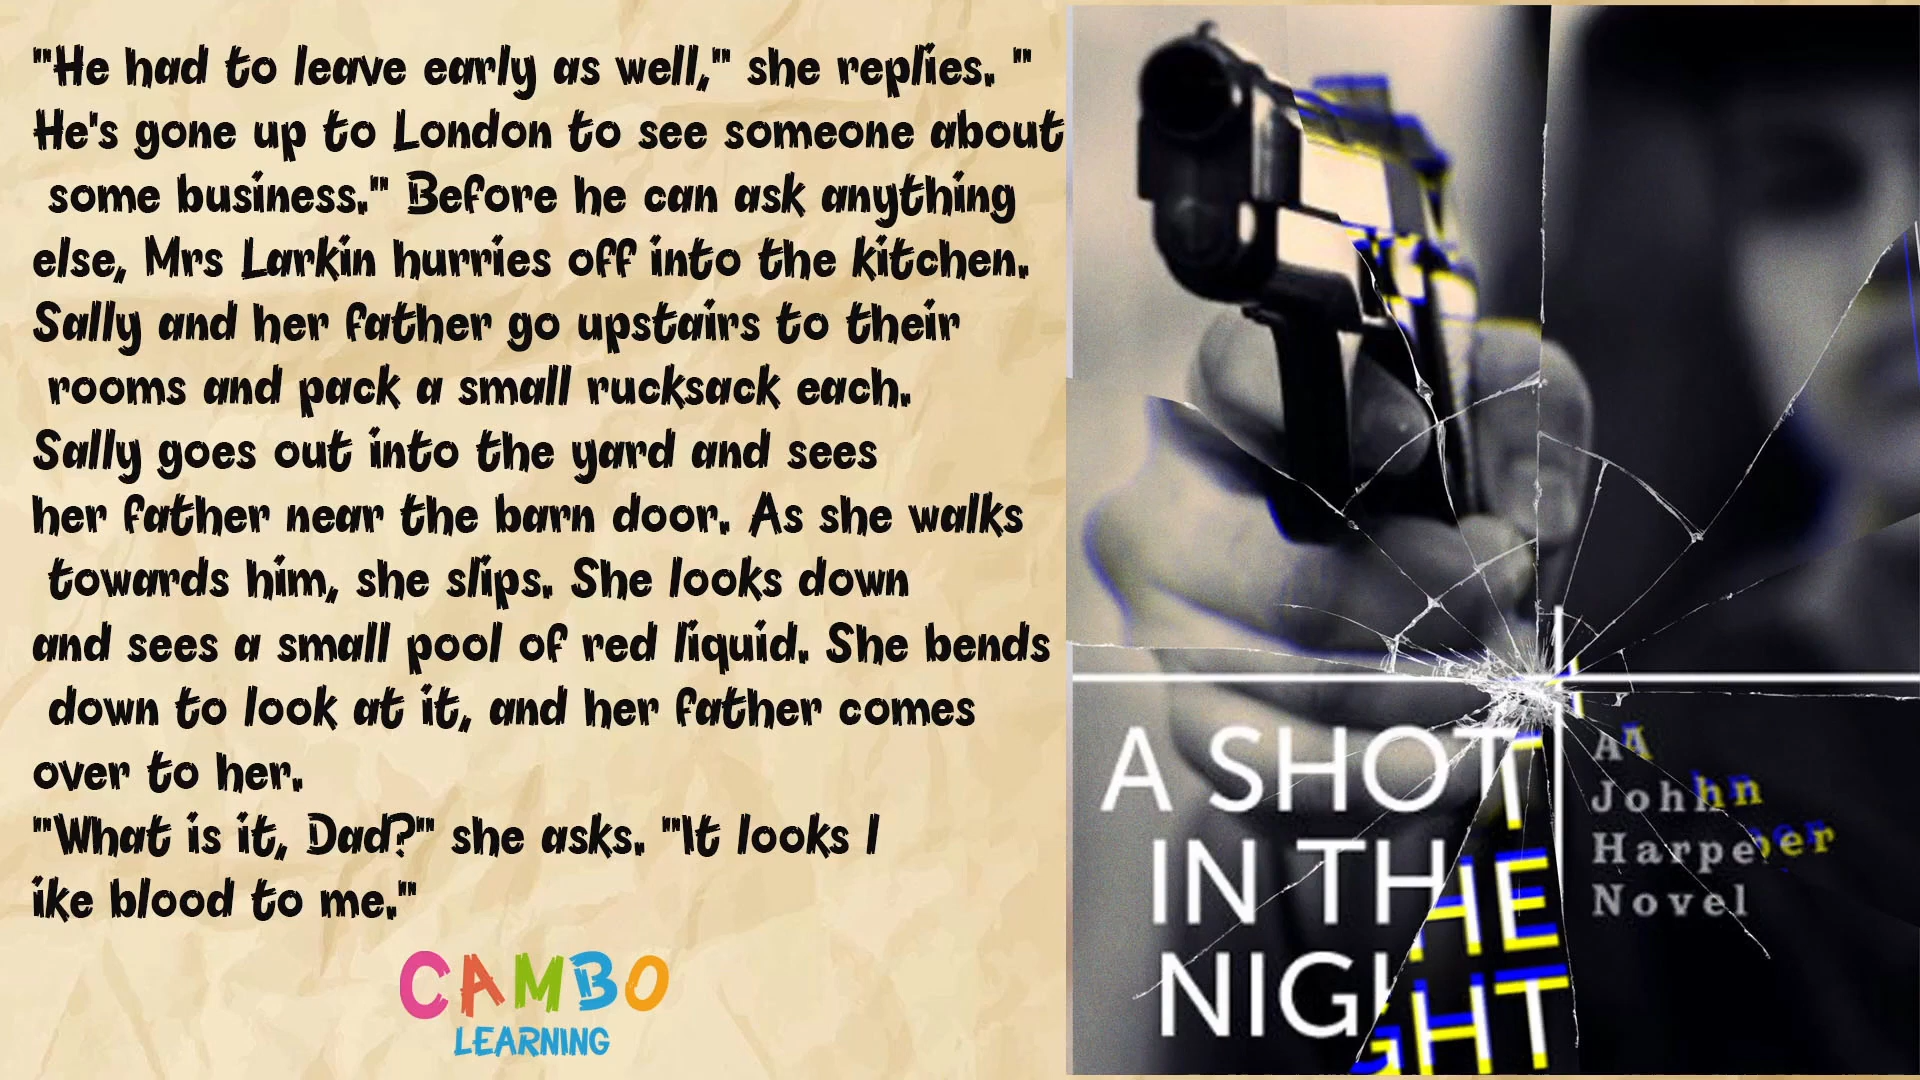 ""He had to leave early as well,"" she replies. ""
He's gone up to London to see someone about
some business."" Before he can ask anything
else, Mrs Larkin hurries off into the kitchen.
Sally and her father go upstairs to their
rooms and pack a small rucksack each.
Sally goes out into the yard and sees
her father near the barn door. As she walks
towards him, she slips. She looks down
and sees a small pool of red liquid. She bends
down to look at it, and her father comes
over to her.
""What is it, Dad?"" she asks. ""It looks l
ike blood to me.""
CAMBO
LEARNING
A SHOT
IN THE
NIGHT
A
John
Harper
Novel